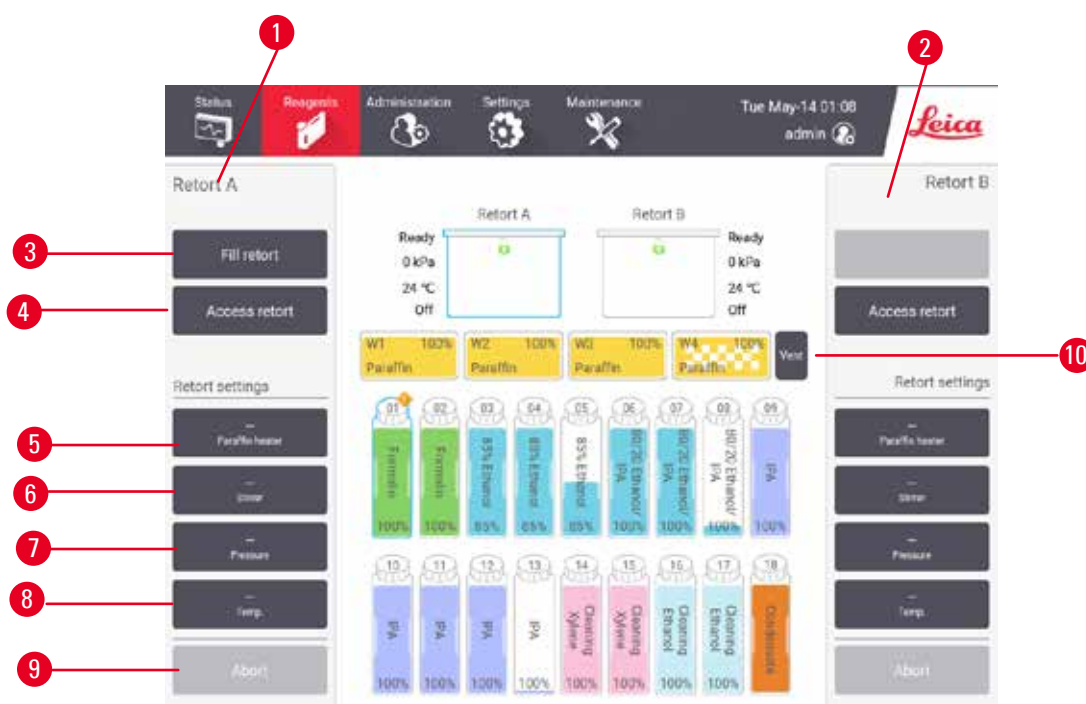 1
2
Status Reagents Administration Settings Maintenance Tue May-14 01:08
admin
Leica
Retort A
Retort B
Retort A Retort B
3
Fill retort
Ready
0 kPa
24 °C
Off
Ready
0 kPa
24 °C
Off
4
Access retort
Access retort
W1 100% W2 100% W3 100% W4 100%
Paraffin Paraffin Paraffin Paraffin
Vent
10
Retort settings
Retort settings
01 02 03 04 05 06 07 08 09
Formalin
Formalin
85% Ethanol
85% Ethanol
85% Ethanol
80/20 Ethanol/
IPA
80/20 Ethanol/
IPA
80/20 Ethanol/
IPA
IPA
100% 100% 85% 85% 85% 100% 100% 100% 100%
5
--
Paraffin heater
--
Paraffin heater
6
--
Stirrer
--
Stirrer
7
--
Pressure
--
Pressure
8
--
Temp.
--
Temp.
9
Abort
Abort
10 11 12 13 14 15 16 17 18
IPA
IPA
IPA
IPA
Cleaning
Xylene
Cleaning
Xylene
Cleaning
Ethanol
Cleaning
Ethanol
Condensate
100% 100% 100% 100% 100% 100% 100% 100%